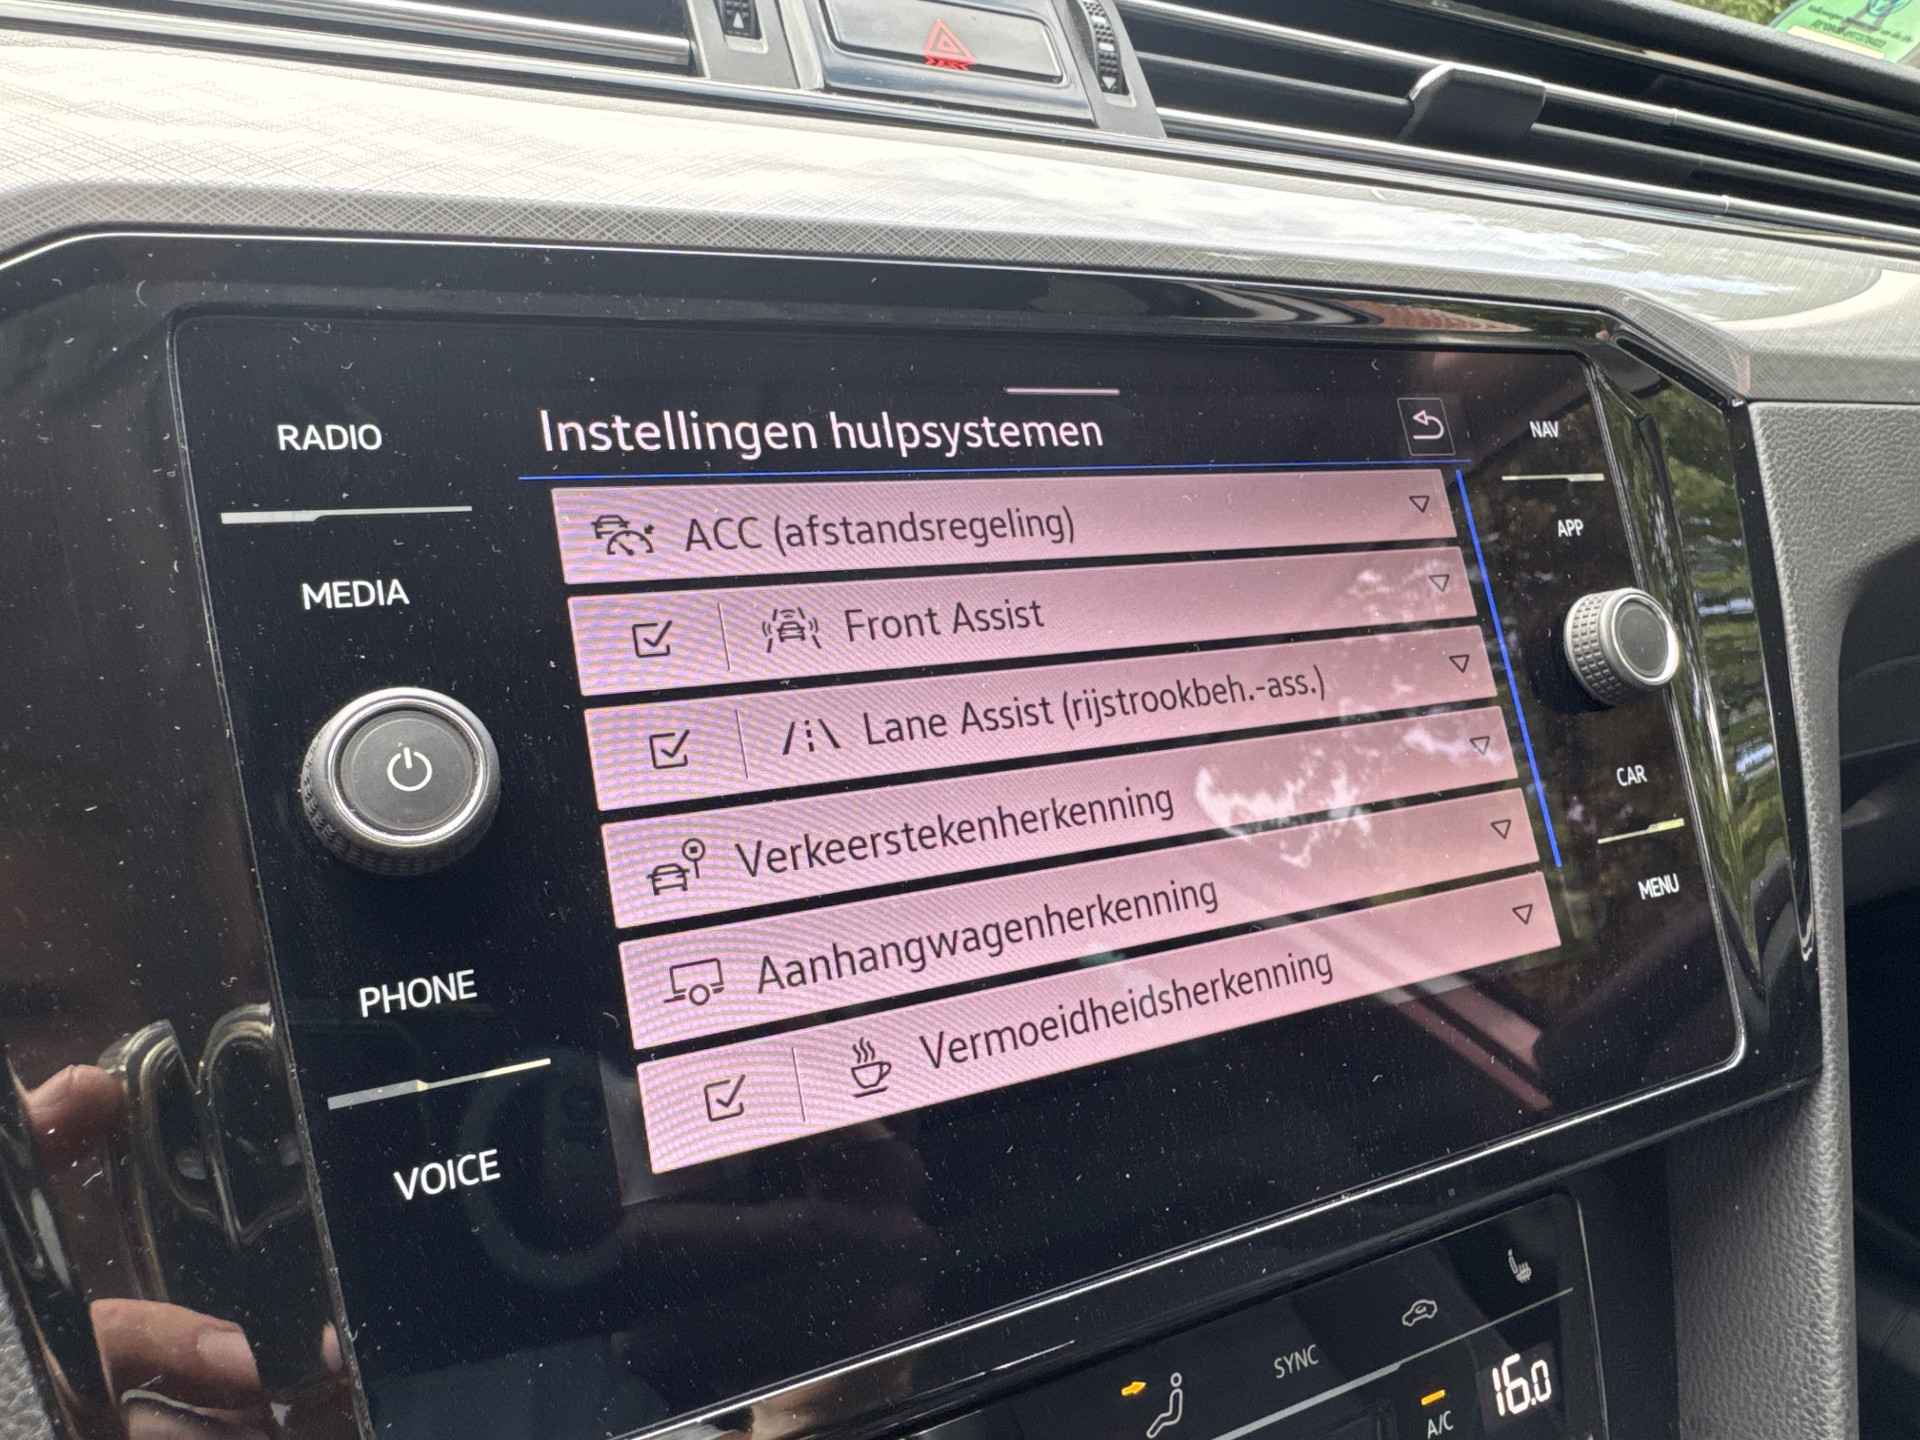 RADIO
MEDIA
PHONE
VOICE
Instellingen hulpsystemen
ACC (afstandsregeling)
Front Assist
Lane Assist (rijstrookbeh.-ass.)
Verkeerstekenherkenning
Aanhangwagenherkenning
Vermoeidheidsherkenning
NAV
APP
CAR
MENU
SYNC
A/C
16.0